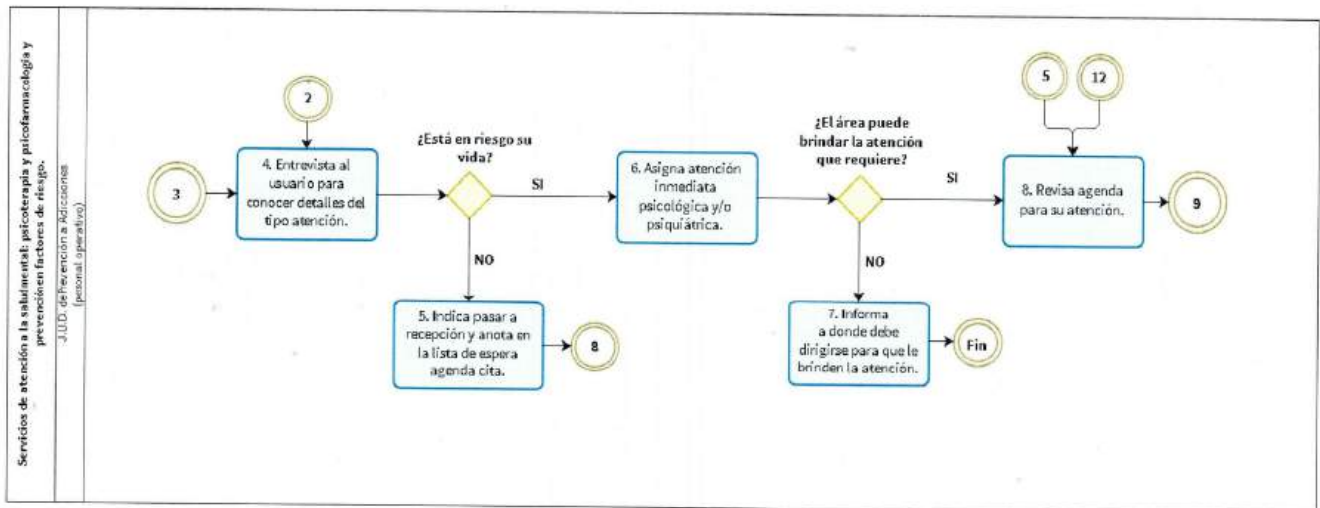 Servicios de atención a la salud mental: psicoterapia y psicofarmacología y
prevención en factores de riesgo.
J.U.D. de Prevención a Adicciones
(pesonal operativo)
3
2
4. Entrevista al
usuario para
conocer detalles del
tipo atención.
¿Está en riesgo su
vida?
SI
NO
5. Indica pasar a
recepción y anota en
la lista de espera
agenda cita.
8
6. Asigna atención
inmediata
psicológica y/o
psiquiátrica.
¿El área puede
brindar la atención
que requiere?
SI
NO
7. Informa
a donde debe
dirigirse para que le
brinden la atención.
Fin
5
12
8. Revisa agenda
para su atención.
9